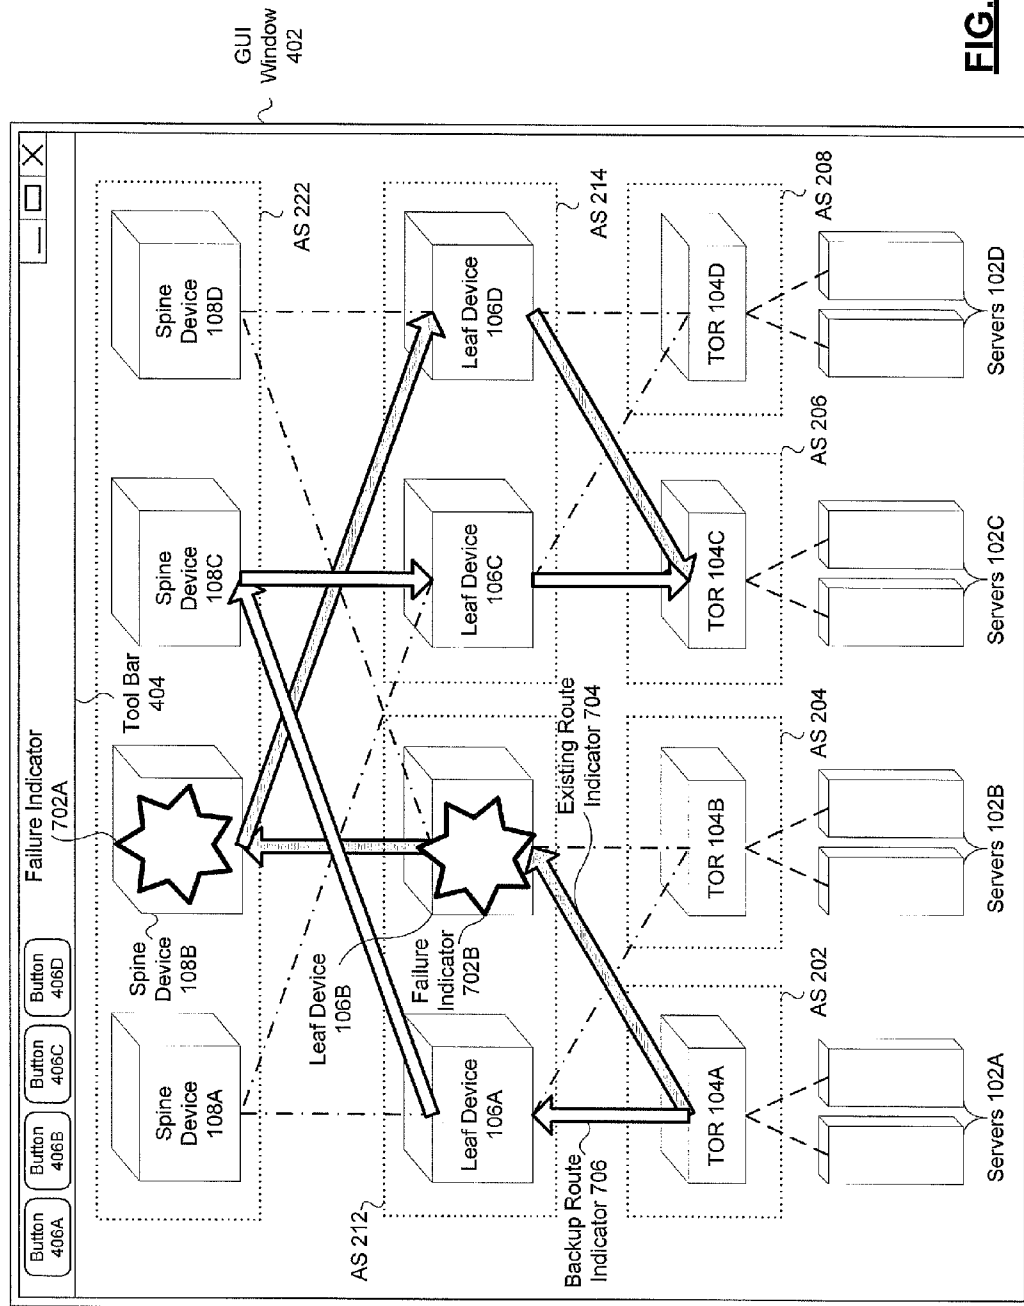 GUI
Window
402
Button
406A
Button
406B
Button
406C
Button
406D
Failure Indicator
702A
Tool Bar
404
Spine
Device
108A
Spine
Device
108B
Spine
Device
108C
Spine
Device
108D
AS 222
Leaf Device
106B
Failure
Indicator
702B
Leaf Device
106A
Leaf Device
106C
Leaf Device
106D
AS 212
AS 214
Backup Route
Indicator 706
Existing Route
Indicator 704
TOR 104A
TOR 104B
TOR 104C
TOR 104D
AS 202
AS 204
AS 206
AS 208
Servers 102A
Servers 102B
Servers 102C
Servers 102D
FIG.